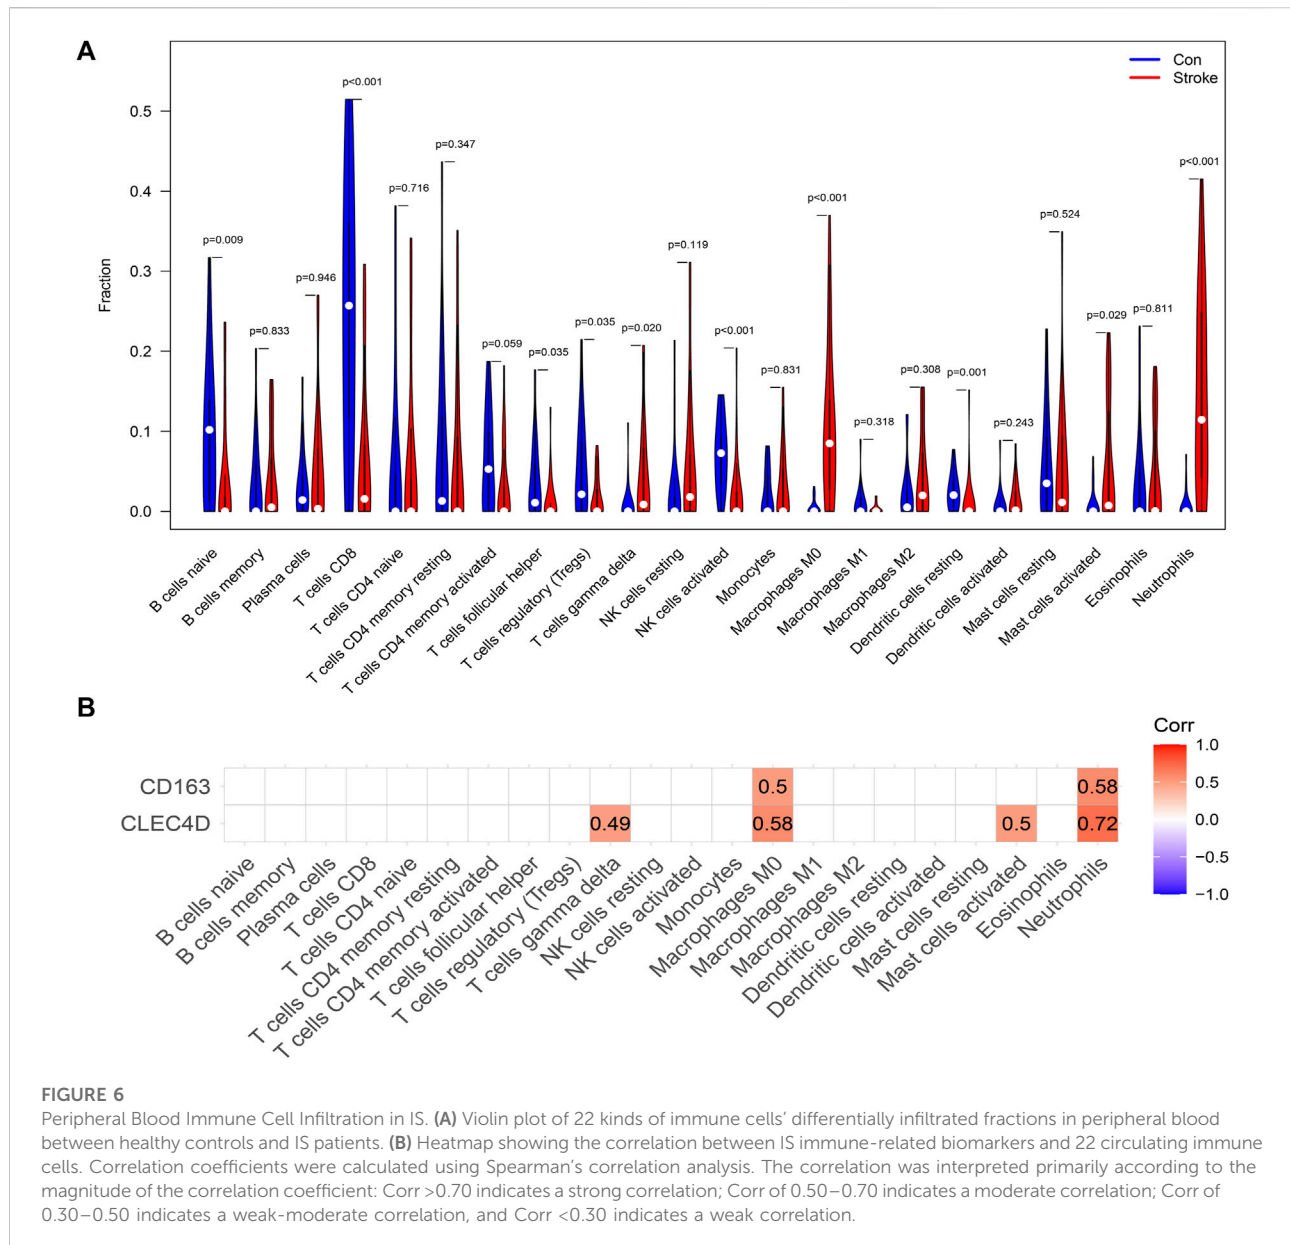 A
Con
Stroke
Fraction
0.5
0.4
0.3
0.2
0.1
0.0
p=0.009
p=0.833
p=0.946
p<0.001
p=0.716
p=0.347
p=0.059
p=0.035
p=0.035
p=0.020
p=0.119
p<0.001
p=0.831
p<0.001
p=0.318
p=0.308
p=0.001
p=0.243
p=0.524
p=0.029
p=0.811
p<0.001
B cells naive
B cells memory
Plasma cells
T cells CD8
T cells CD4 naive
T cells CD4 memory resting
T cells CD4 memory activated
T cells follicular helper
T cells regulatory (Tregs)
T cells gamma delta
NK cells resting
NK cells activated
Monocytes
Macrophages M0
Macrophages M1
Macrophages M2
Dendritic cells resting
Dendritic cells activated
Mast cells resting
Mast cells activated
Eosinophils
Neutrophils
B
Corr
1.0
0.5
0.0
−0.5
−1.0
CD163
0.5
0.58
CLEC4D
0.49
0.58
0.5
0.72
B cells naive
B cells memory
Plasma cells
T cells CD8
T cells CD4 naive
T cells CD4 memory resting
T cells CD4 memory activated
T cells follicular helper
T cells regulatory (Tregs)
T cells gamma delta
NK cells resting
NK cells activated
Monocytes
Macrophages M0
Macrophages M1
Macrophages M2
Dendritic cells resting
Dendritic cells activated
Mast cells resting
Mast cells activated
Eosinophils
Neutrophils
FIGURE 6
Peripheral Blood Immune Cell Infiltration in IS. (A) Violin plot of 22 kinds of immune cells' differentially infiltrated fractions in peripheral blood
between healthy controls and IS patients. (B) Heatmap showing the correlation between IS immune-related biomarkers and 22 circulating immune
cells. Correlation coefficients were calculated using Spearman's correlation analysis. The correlation was interpreted primarily according to the
magnitude of the correlation coefficient: Corr >0.70 indicates a strong correlation; Corr of 0.50–0.70 indicates a moderate correlation; Corr of
0.30–0.50 indicates a weak-moderate correlation, and Corr <0.30 indicates a weak correlation.